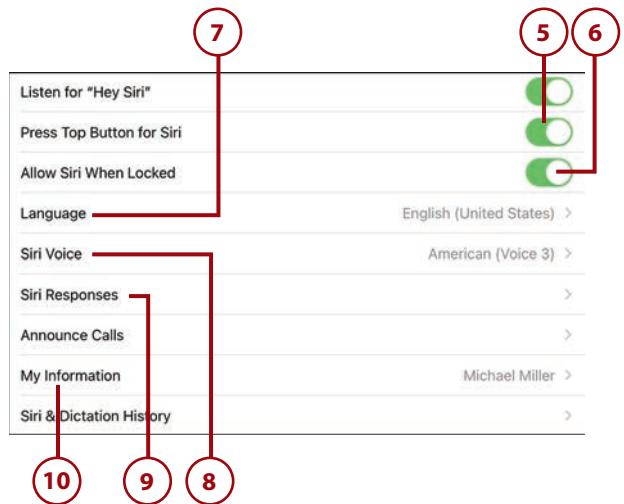 7 5 6
Listen for “Hey Siri”
Press Top Button for Siri
Allow Siri When Locked
Language English (United States) >
Siri Voice American (Voice 3) >
Siri Responses >
Announce Calls >
My Information Michael Miller >
Siri & Dictation History >
10 9 8